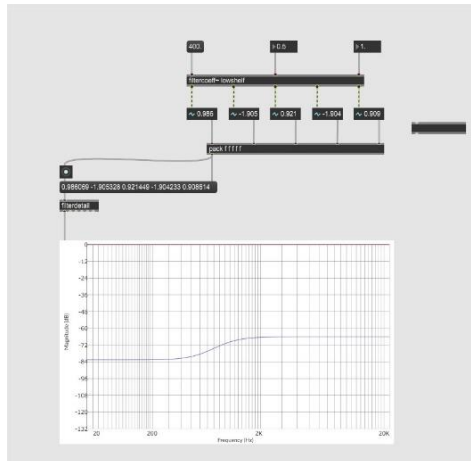 400.
0.6
1.
filtercoeff~ lowshelf
0.986 -1.905 0.921 -1.904 0.909
pack f f f f f
0.986069 -1.905328 0.921449 -1.904233 0.908614
filterdetail
0
-12
-24
-36
-48
-60
-72
-84
-96
-108
-120
-132
Magnitude (dB)
20 200 2K 20K
Frequency (Hz)